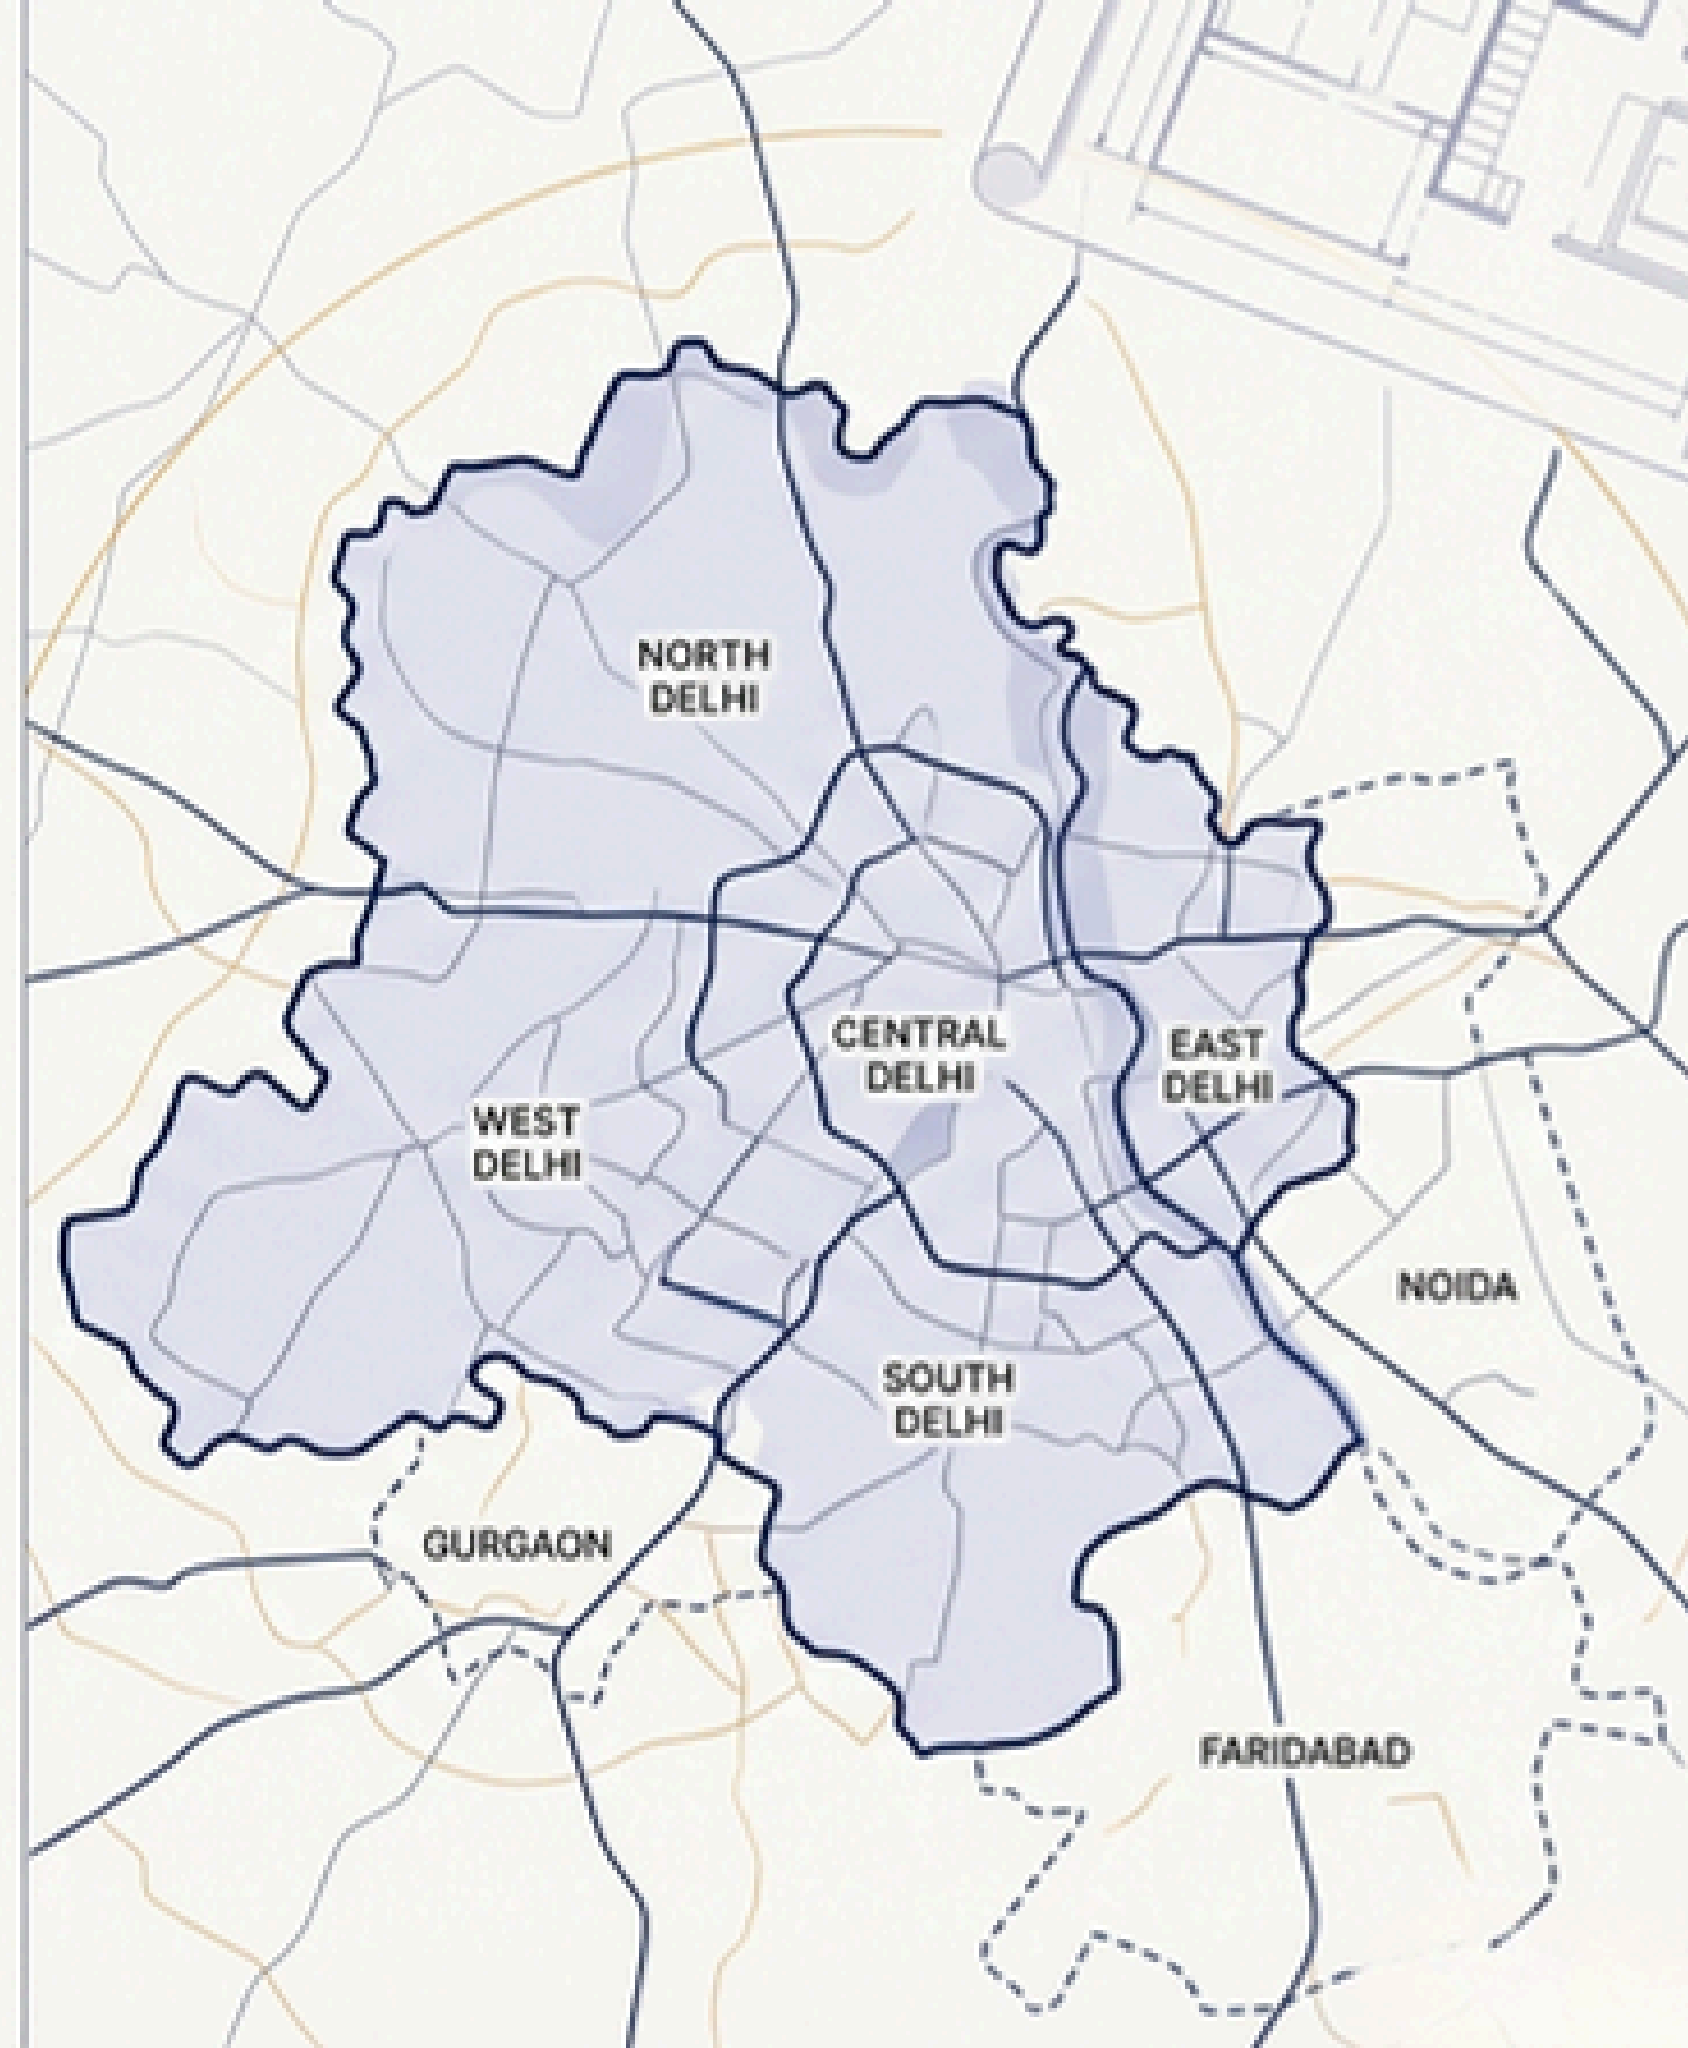 NORTH
DELHI
CENTRAL
DELHI
EAST
DELHI
WEST
DELHI
NOIDA
SOUTH
DELHI
GURGAON
FARIDABAD